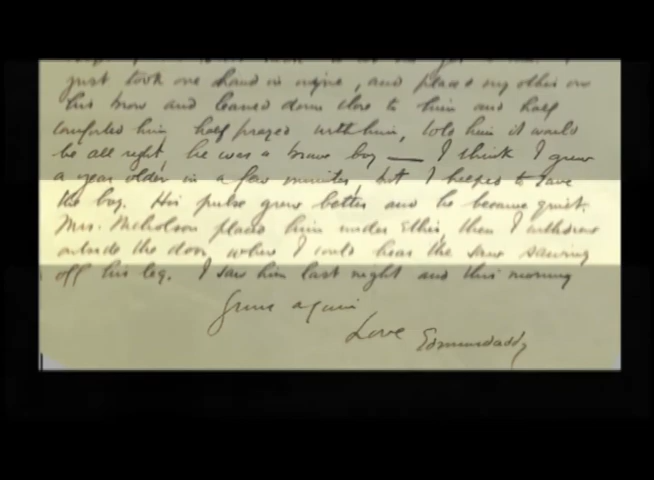 just took one hand in mine, and placed my other on
his brow and leaned down close to him and half
comforted him half prayed with him, told him it would
be all right, he was a brave boy — I think I grew
a year older in a few minutes, but I helped to save
the boy. His pulse grew better and he became quiet.
Mrs. Nicholson placed him under ether, then I withdrew
outside the door, where I could hear the saw sawing
off his leg. I saw him last night and this morning
again
Love Edmundaddy